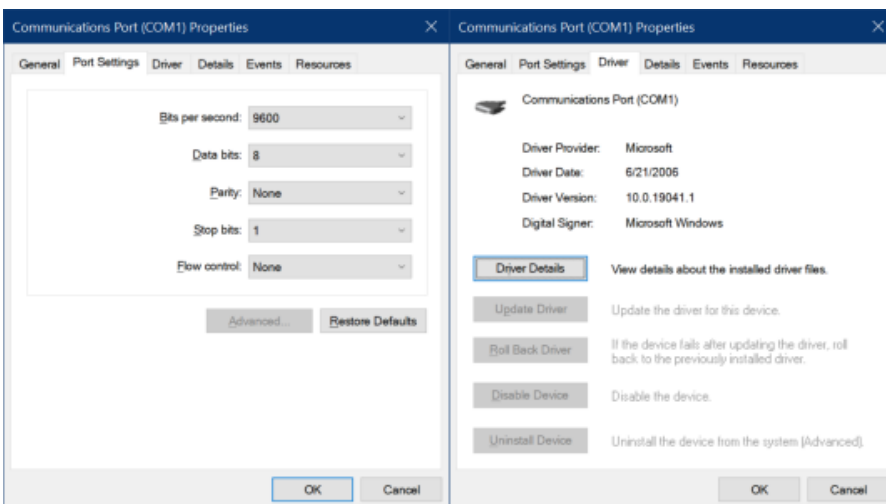 Communications Port (COM1) Properties
General Port Settings Driver Details Events Resources
Bits per second: 9600
Data bits: 8
Parity: None
Stop bits: 1
Flow control: None
Advanced... Restore Defaults
OK Cancel
Communications Port (COM1) Properties
General Port Settings Driver Details Events Resources
Communications Port (COM1)
Driver Provider: Microsoft
Driver Date: 6/21/2006
Driver Version: 10.0.19041.1
Digital Signer: Microsoft Windows
Driver Details View details about the installed driver files.
Update Driver Update the driver for this device.
Roll Back Driver If the device fails after updating the driver, roll
back to the previously installed driver.
Disable Device Disable the device.
Uninstall Device Uninstall the device from the system (Advanced).
OK Cancel